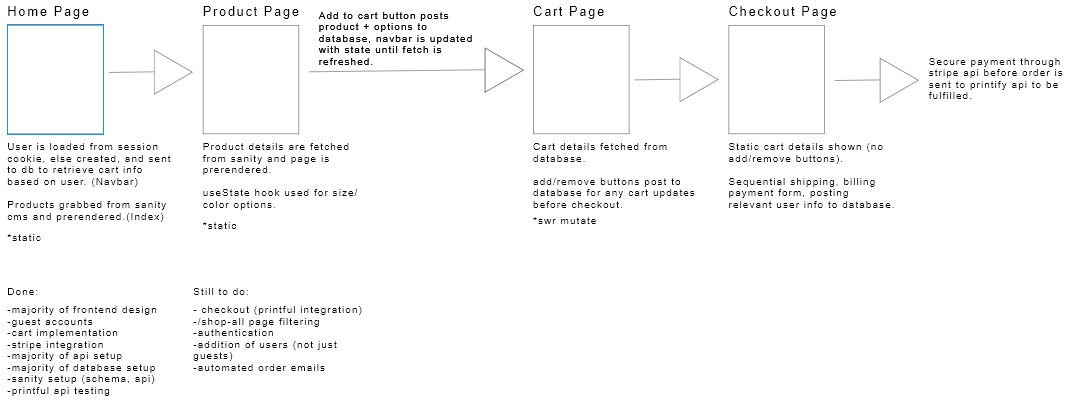 Home Page
User is loaded from session
cookie, else created, and sent
to db to retrieve cart info
based on user. (Navbar)
Products grabbed from sanity
cms and prerendered.(Index)
*static
Product Page
Product details are fetched
from sanity and page is
prerendered.
useState hook used for size/
color options.
*static
Add to cart button posts
product + options to
database, navbar is updated
with state until fetch is
refreshed.
Cart Page
Cart details fetched from
database.
add/remove buttons post to
database for any cart updates
before checkout.
*swr mutate
Checkout Page
Static cart details shown (no
add/remove buttons).
Sequential shipping, billing
payment form, posting
relevant user info to database.
Secure payment through
stripe api before order is
sent to printify api to be
fulfilled.
Done:
-majority of frontend design
-guest accounts
-cart implementation
-stripe integration
-majority of api setup
-majority of database setup
-sanity setup (schema, api)
-printful api testing
Still to do:
- checkout (printful integration)
-/shop-all page filtering
-authentication
-addition of users (not just
guests)
-automated order emails